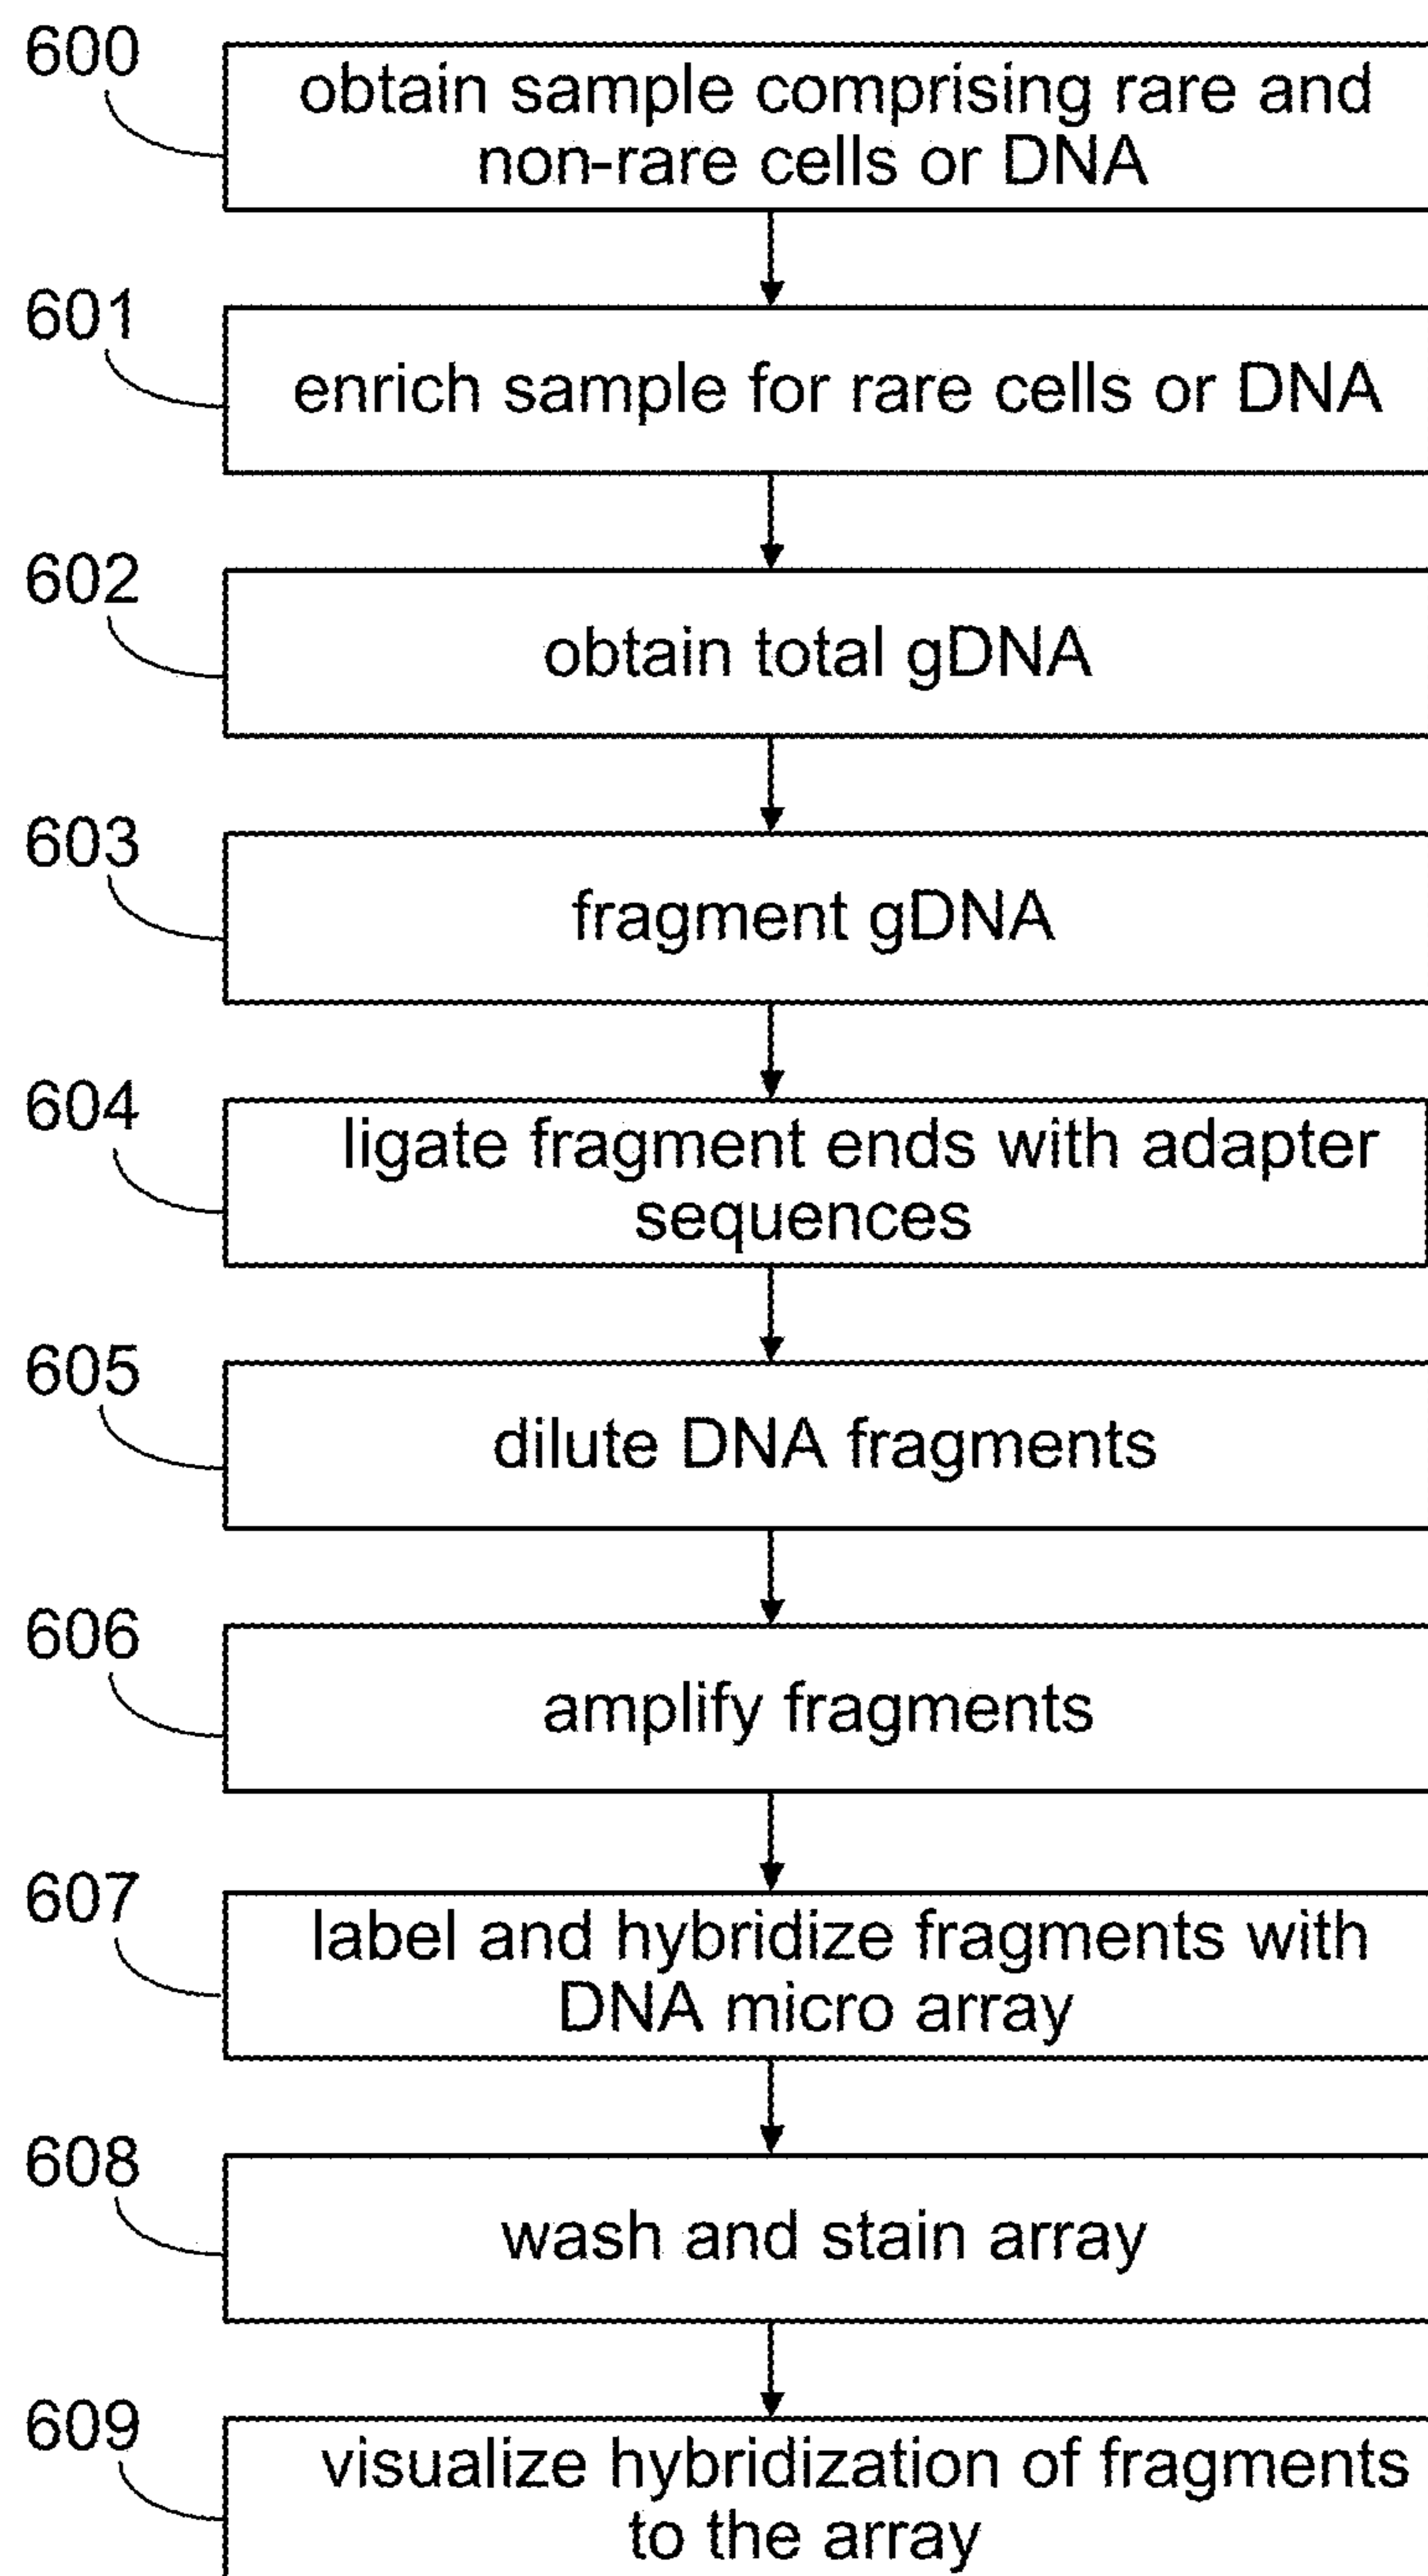 600
obtain sample comprising rare and
non-rare cells or DNA
601
enrich sample for rare cells or DNA
602
obtain total gDNA
603
fragment gDNA
604
ligate fragment ends with adapter
sequences
605
dilute DNA fragments
606
amplify fragments
607
label and hybridize fragments with
DNA micro array
608
wash and stain array
609
visualize hybridization of fragments
to the array